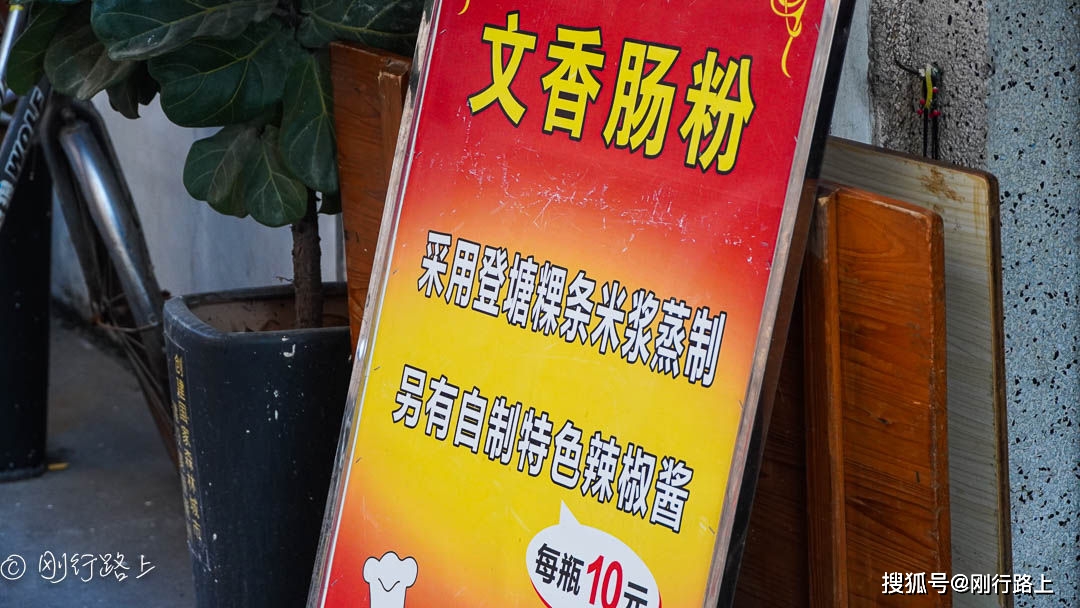 文香肠粉
采用登塘粿条米浆蒸制
另有自制特色辣椒酱
每瓶10元
© 刚行路上
搜狐号@刚行路上